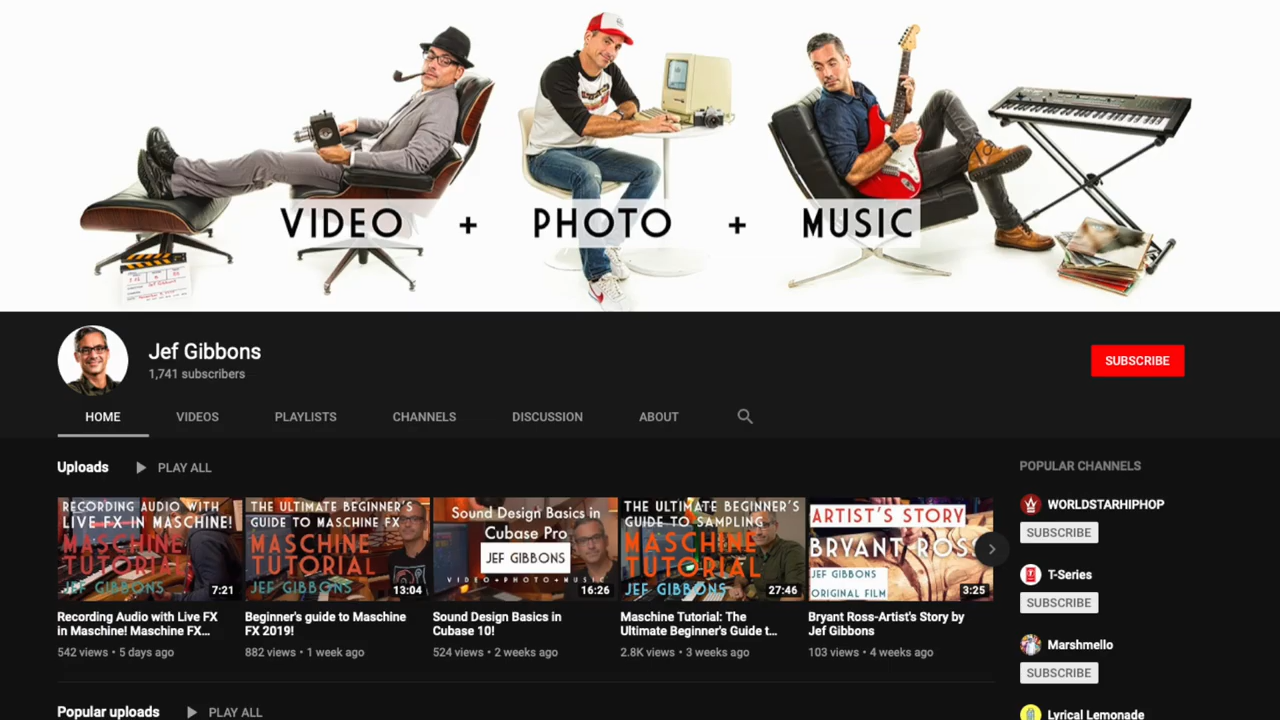 VIDEO + PHOTO + MUSIC
Jef Gibbons
1,741 subscribers
SUBSCRIBE
HOME VIDEOS PLAYLISTS CHANNELS DISCUSSION ABOUT
Uploads PLAY ALL
RECORDING AUDIO WITH
LIVE FX IN MASCHINE!
MASCHINE
TUTORIAL
JEF GIBBONS
7:21
Recording Audio with Live FX
in Maschine! Maschine FX...
542 views • 5 days ago
THE ULTIMATE BEGINNER'S
GUIDE TO MASCHINE FX
MASCHINE
TUTORIAL
JEF GIBBONS
13:04
Beginner's guide to Maschine
FX 2019!
882 views • 1 week ago
Sound Design Basics in
Cubase Pro
JEF GIBBONS
VIDEO+PHOTO+MUSIC
16:26
Sound Design Basics in
Cubase 10!
524 views • 2 weeks ago
THE ULTIMATE BEGINNER'S
GUIDE TO SAMPLING
MASCHINE
TUTORIAL
JEF GIBBONS
27:46
Maschine Tutorial: The
Ultimate Beginner's Guide t...
2.8K views • 3 weeks ago
ARTIST'S STORY
BRYANT ROS
JEF GIBBONS
ORIGINAL FILM
3:25
Bryant Ross-Artist's Story by
Jef Gibbons
103 views • 4 weeks ago
POPULAR CHANNELS
WORLDSTARHIPHOP
SUBSCRIBE
T-Series
SUBSCRIBE
Marshmello
SUBSCRIBE
Lyrical Lemonade
Popular uploads PLAY ALL